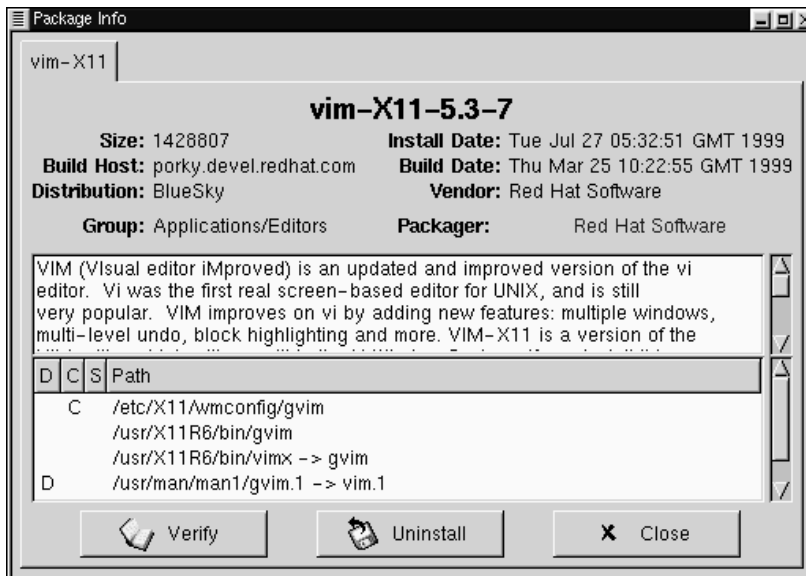 Package Info
vim-X11
vim-X11-5.3-7
Size: 1428807 Install Date: Tue Jul 27 05:32:51 GMT 1999
Build Host: porky.devel.redhat.com Build Date: Thu Mar 25 10:22:55 GMT 1999
Distribution: BlueSky Vendor: Red Hat Software
Group: Applications/Editors Packager: Red Hat Software
VIM (VIsual editor iMproved) is an updated and improved version of the vi
editor. Vi was the first real screen-based editor for UNIX, and is still
very popular. VIM improves on vi by adding new features: multiple windows,
multi-level undo, block highlighting and more. VIM-X11 is a version of the
D C S Path
C /etc/X11/wmconfig/gvim
/usr/X11R6/bin/gvim
/usr/X11R6/bin/vimx -> gvim
D /usr/man/man1/gvim.1 -> vim.1
Verify Uninstall Close